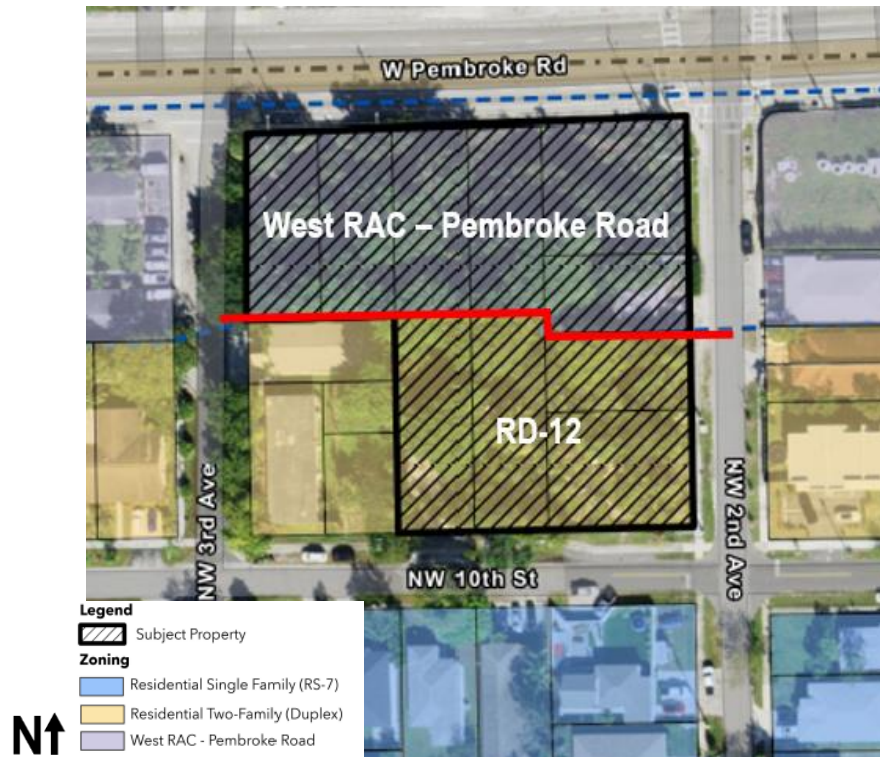 W Pembroke Rd
West RAC – Pembroke Road
RD-12
NW 3rd Ave
NW 2nd Ave
NW 10th St
Legend
Subject Property
Zoning
Residential Single Family (RS-7)
Residential Two-Family (Duplex)
West RAC - Pembroke Road
N